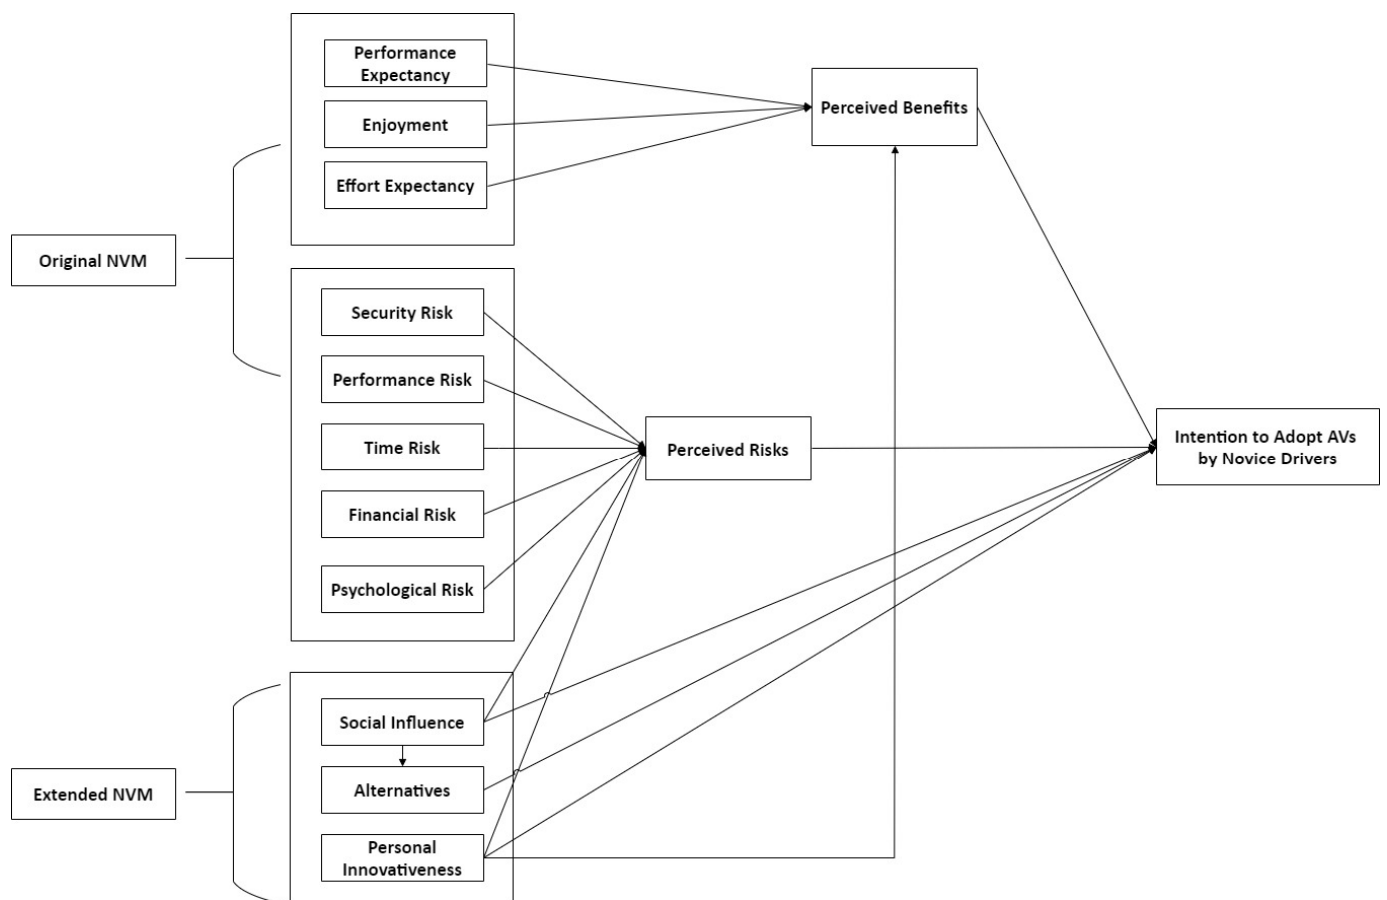 Performance
Expectancy
Enjoyment
Effort Expectancy
Perceived Benefits
Original NVM
Security Risk
Performance Risk
Time Risk
Financial Risk
Psychological Risk
Perceived Risks
Intention to Adopt AVs
by Novice Drivers
Extended NVM
Social Influence
Alternatives
Personal
Innovativeness